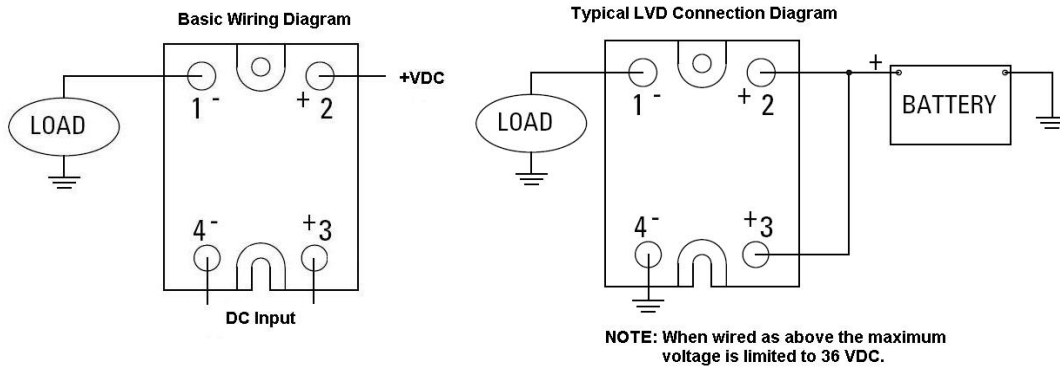 Basic Wiring Diagram
1 -
+ 2
+VDC
LOAD
4 -
+3
DC Input
Typical LVD Connection Diagram
1 -
+ 2
+
BATTERY
LOAD
4 -
+3
NOTE: When wired as above the maximum
voltage is limited to 36 VDC.